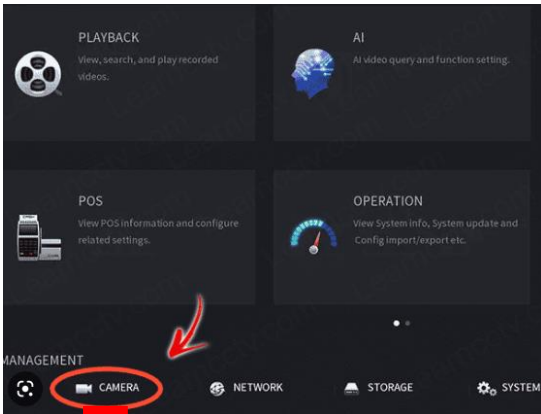 PLAYBACK
View, search, and play recorded
videos.
AI
AI video query and function setting.
POS
View POS information and configure
related settings.
OPERATION
View System info, System update and
Config import/export etc.
MANAGEMENT
CAMERA
NETWORK
STORAGE
SYSTEM